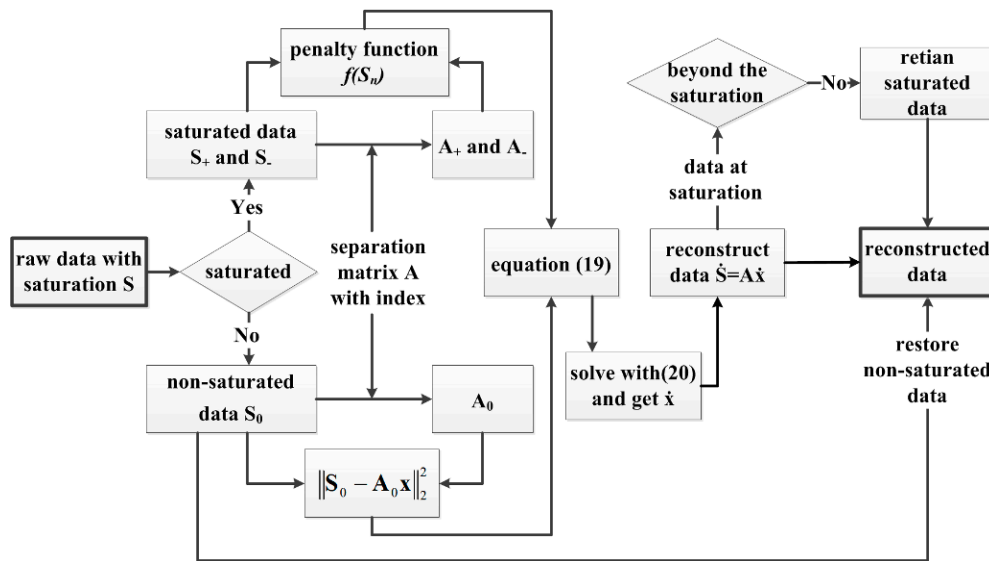 raw data with
saturation S
saturated
Yes
No
saturated data
S₊ and S₋
penalty function
f(Sₙ)
A₊ and A₋
separation
matrix A
with index
non-saturated
data S₀
A₀
‖S₀ − A₀x‖₂²
equation (19)
solve with(20)
and get ẋ
reconstruct
data Ṡ=Aẋ
data at
saturation
beyond the
saturation
No
retian
saturated
data
reconstructed
data
restore
non-saturated
data